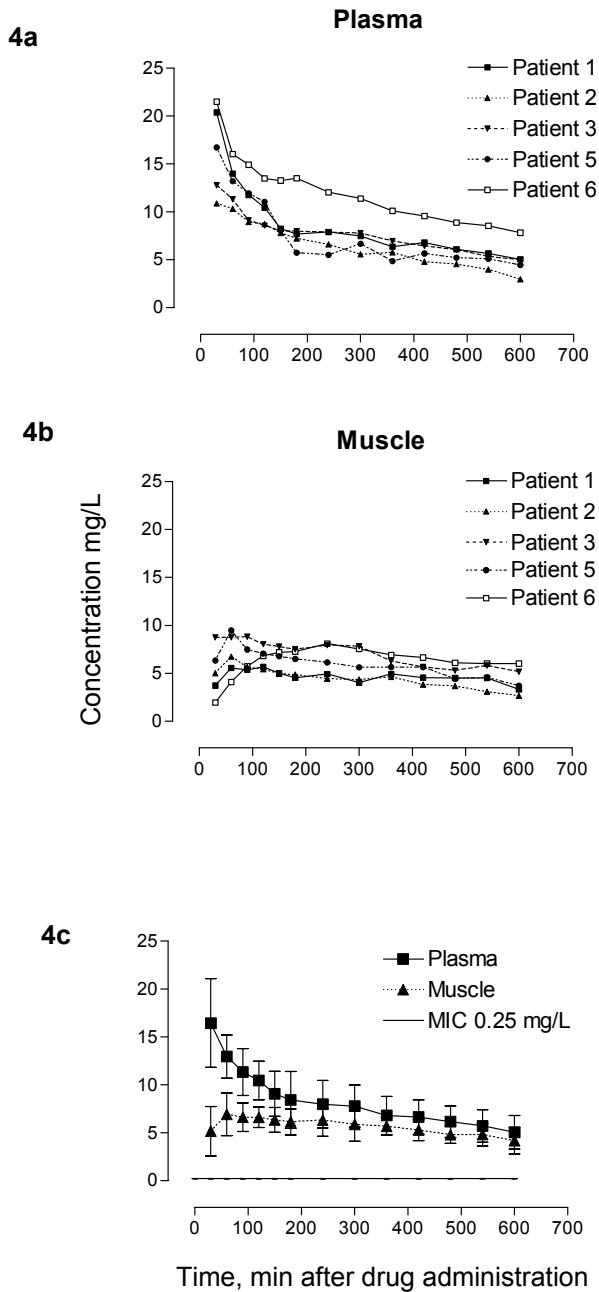 4a
Plasma
25
20
15
10
5
0
0 100 200 300 400 500 600 700
Patient 1
Patient 2
Patient 3
Patient 5
Patient 6
4b
Muscle
Concentration mg/L
25
20
15
10
5
0
0 100 200 300 400 500 600 700
Patient 1
Patient 2
Patient 3
Patient 5
Patient 6
4c
25
20
15
10
5
0
0 100 200 300 400 500 600 700
Plasma
Muscle
MIC 0.25 mg/L
Time, min after drug administration